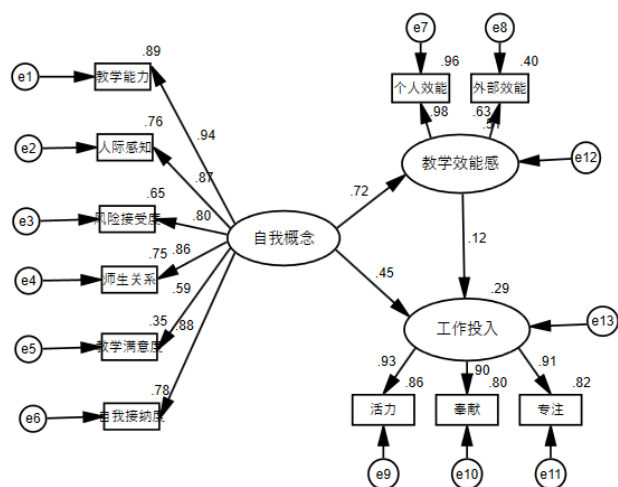 e7
e8
.89
.96
.40
e1
教学能力
个人效能
外部效能
.98
.63
.51
.76
.94
e2
人际感知
教学效能感
e12
.87
.65
.72
.80
e3
风险接受度
自我概念
.12
.75
.86
e4
师生关系
.45
.59
.29
.35
.88
e5
教学满意度
工作投入
e13
.78
.93
.90
.91
.86
.80
.82
e6
自我接纳度
活力
奉献
专注
e9
e10
e11